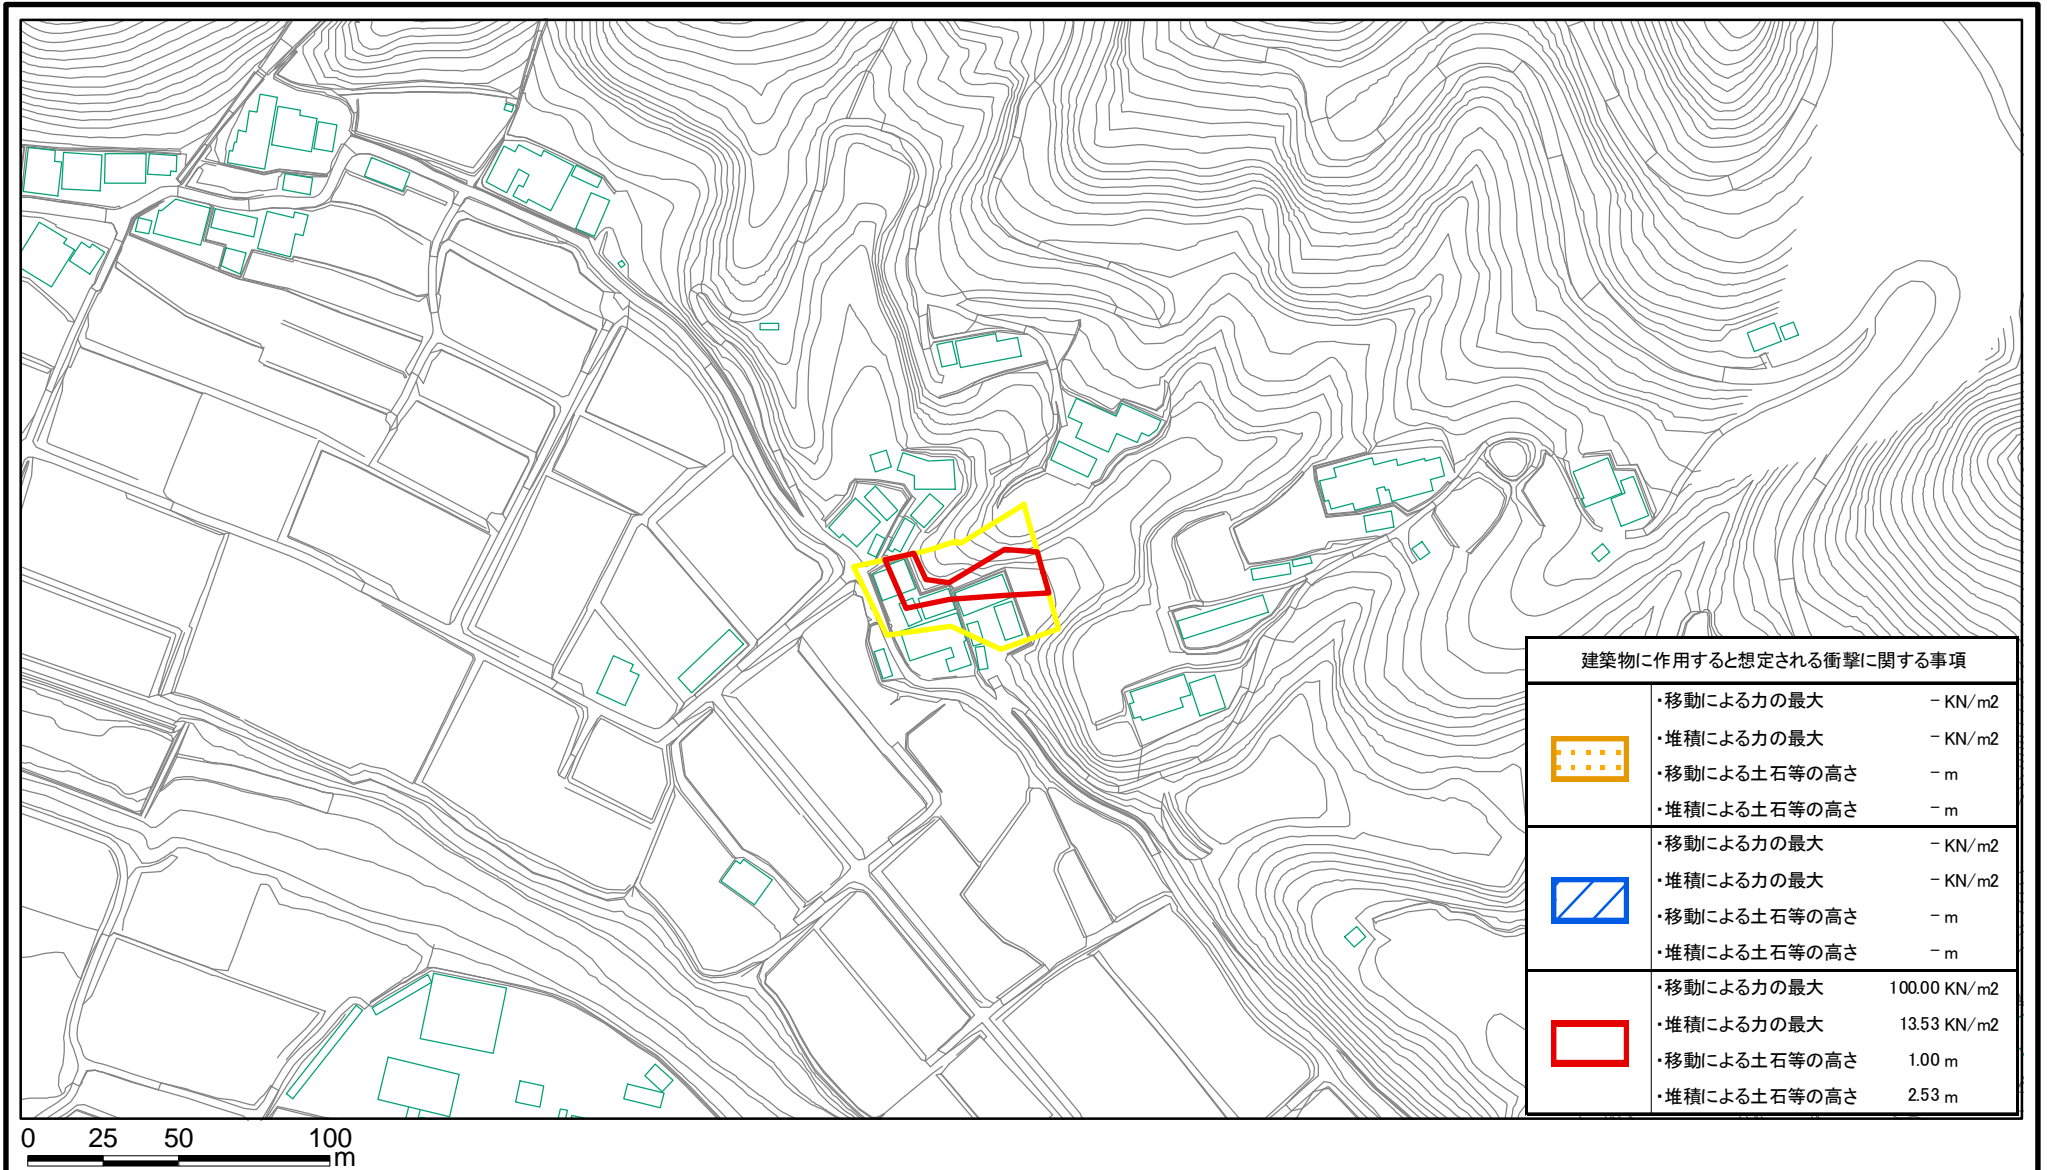 建築物に作用すると想定される衝撃に関する事項
・移動による力の最大 - KN/m2
・堆積による力の最大 - KN/m2
・移動による土石等の高さ - m
・堆積による土石等の高さ - m
・移動による力の最大 - KN/m2
・堆積による力の最大 - KN/m2
・移動による土石等の高さ - m
・堆積による土石等の高さ - m
・移動による力の最大 100.00 KN/m2
・堆積による力の最大 13.53 KN/m2
・移動による土石等の高さ 1.00 m
・堆積による土石等の高さ 2.53 m
0 25 50 100
m